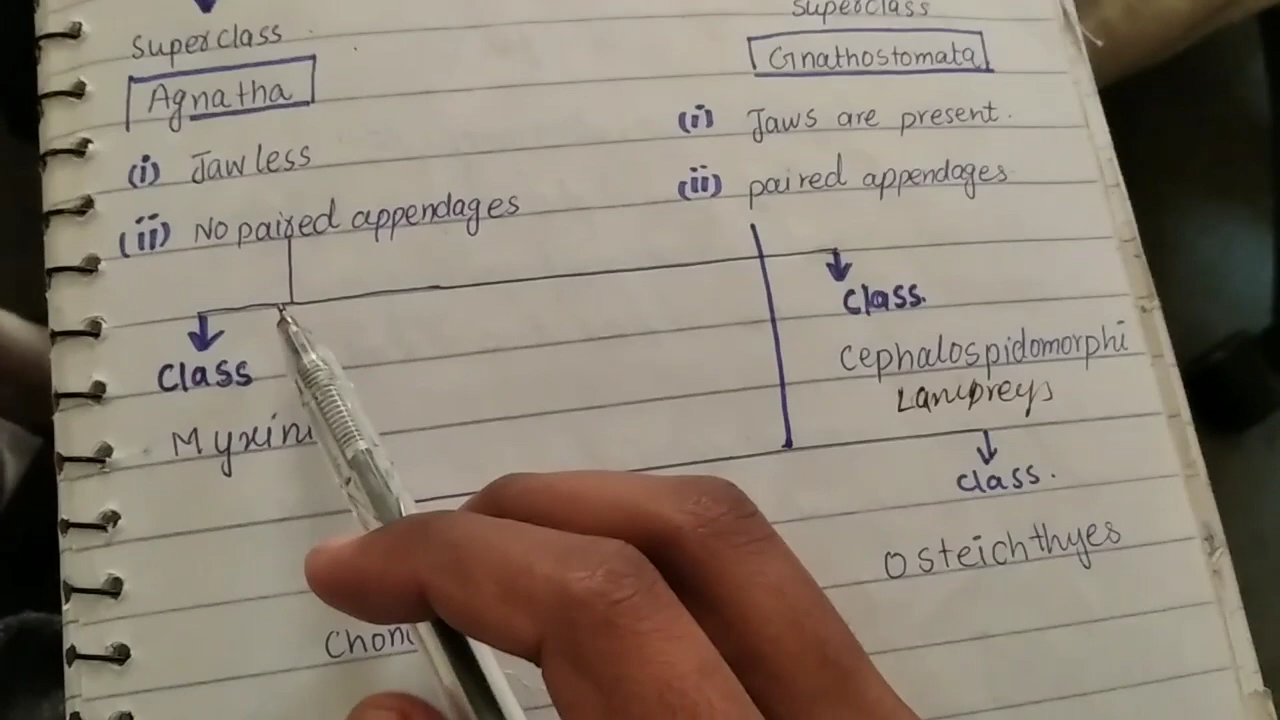 Superclass
Agnatha
(i) Jawless
(ii) No paired appendages
Superclass
Gnathostomata
(i) Jaws are present.
(ii) paired appendages
Class
Class.
Cephalospidomorphi
Lampreys
Class.
Osteichthyes